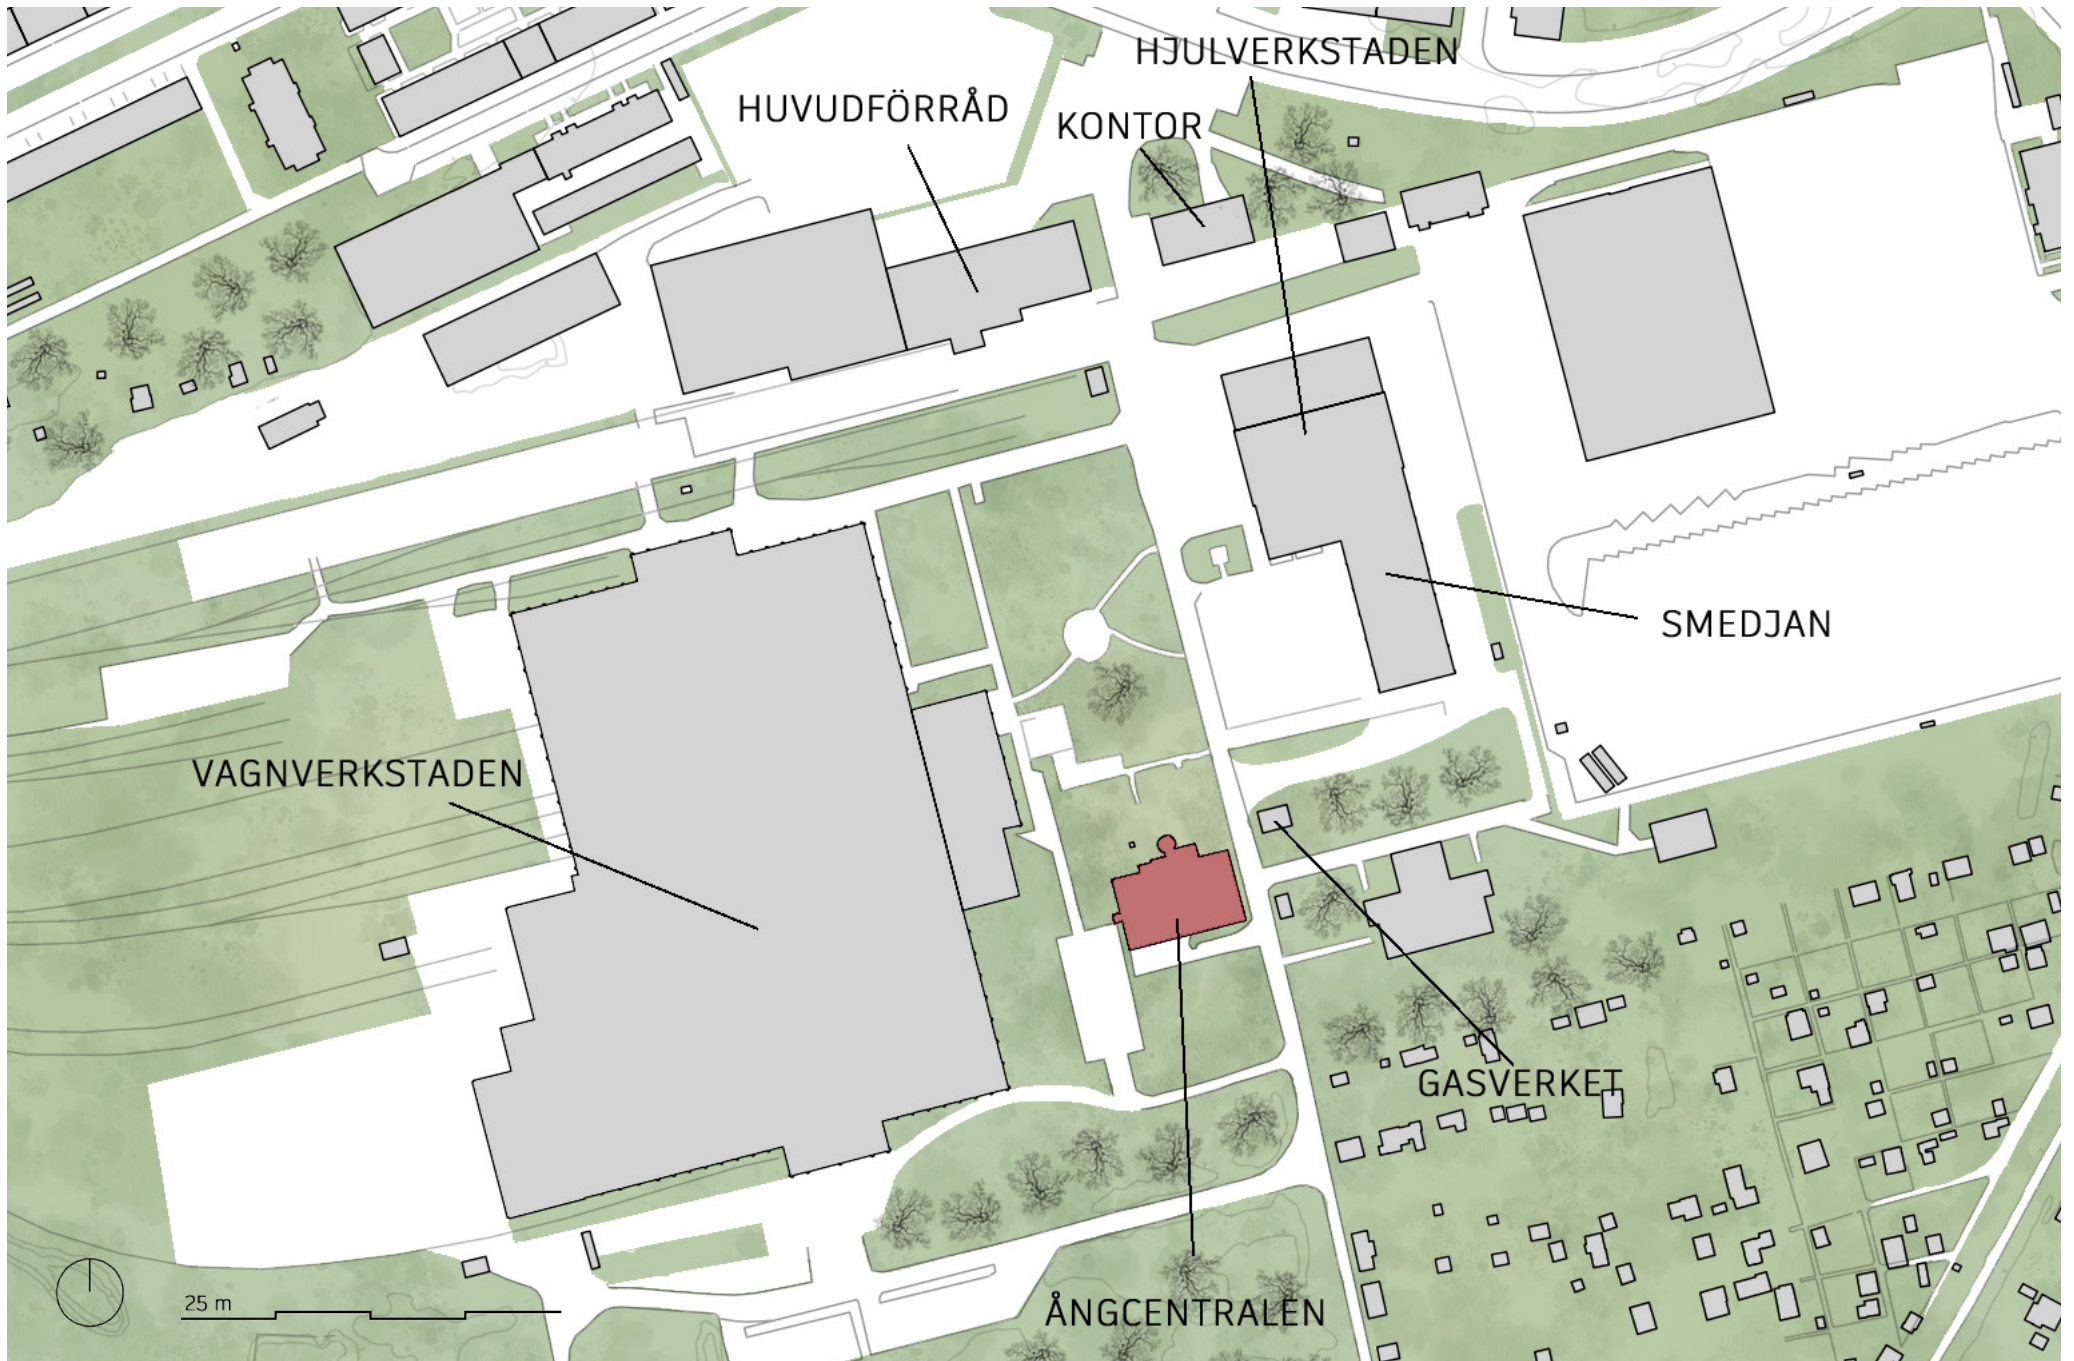 HJULVERKSTADEN
HUVUDFÖRRÅD
KONTOR
SMEDJAN
VAGNVERKSTADEN
GASVERKET
25 m
ÅNGCENTRALEN